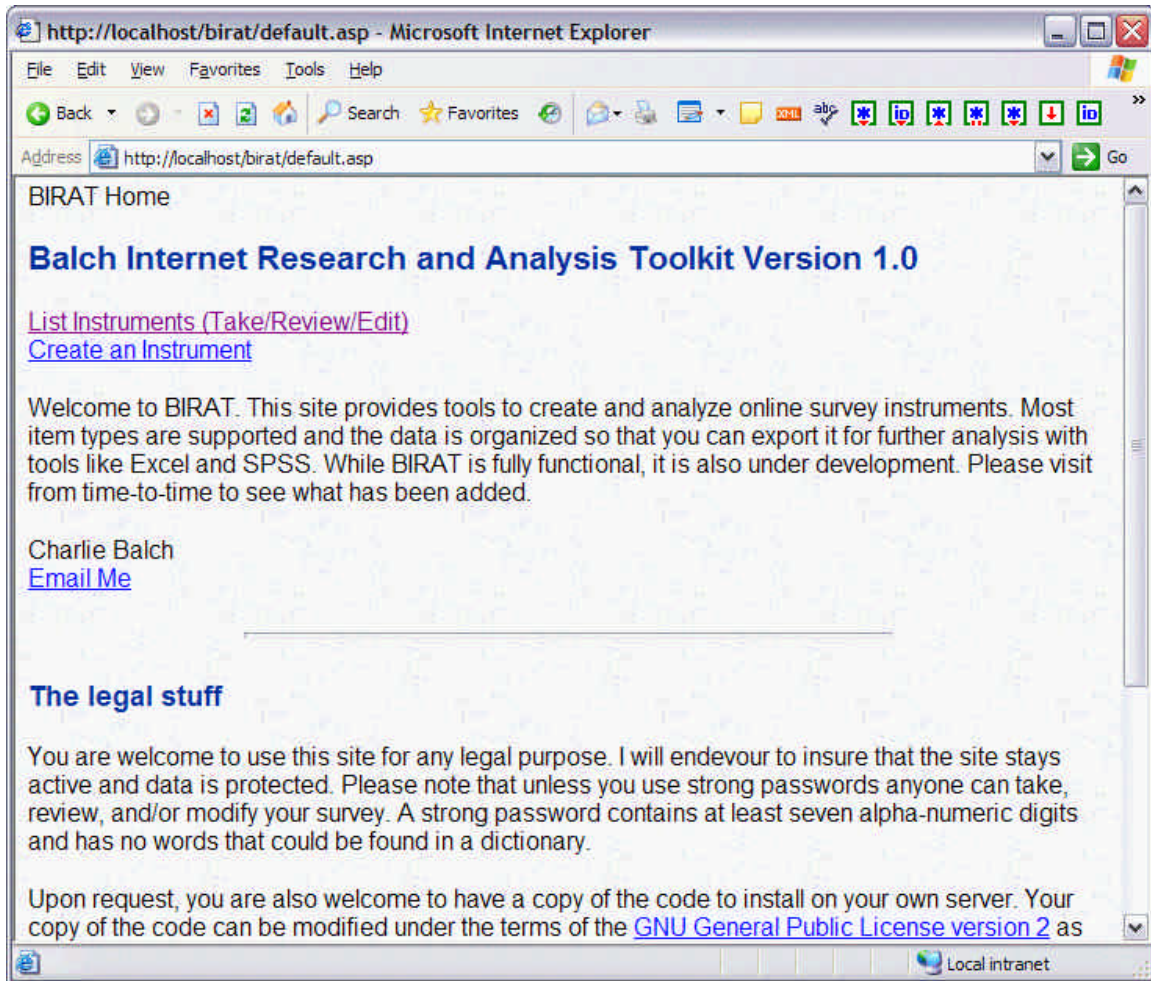 http://localhost/birat/default.asp - Microsoft Internet Explorer
File Edit View Favorites Tools Help
Back Search Favorites XML abc ID ID »
Address http://localhost/birat/default.asp Go
BIRAT Home
Balch Internet Research and Analysis Toolkit Version 1.0
List Instruments (Take/Review/Edit)
Create an Instrument
Welcome to BIRAT. This site provides tools to create and analyze online survey instruments. Most
item types are supported and the data is organized so that you can export it for further analysis with
tools like Excel and SPSS. While BIRAT is fully functional, it is also under development. Please visit
from time-to-time to see what has been added.
Charlie Balch
Email Me
The legal stuff
You are welcome to use this site for any legal purpose. I will endevour to insure that the site stays
active and data is protected. Please note that unless you use strong passwords anyone can take,
review, and/or modify your survey. A strong password contains at least seven alpha-numeric digits
and has no words that could be found in a dictionary.
Upon request, you are also welcome to have a copy of the code to install on your own server. Your
copy of the code can be modified under the terms of the GNU General Public License version 2 as
Local intranet